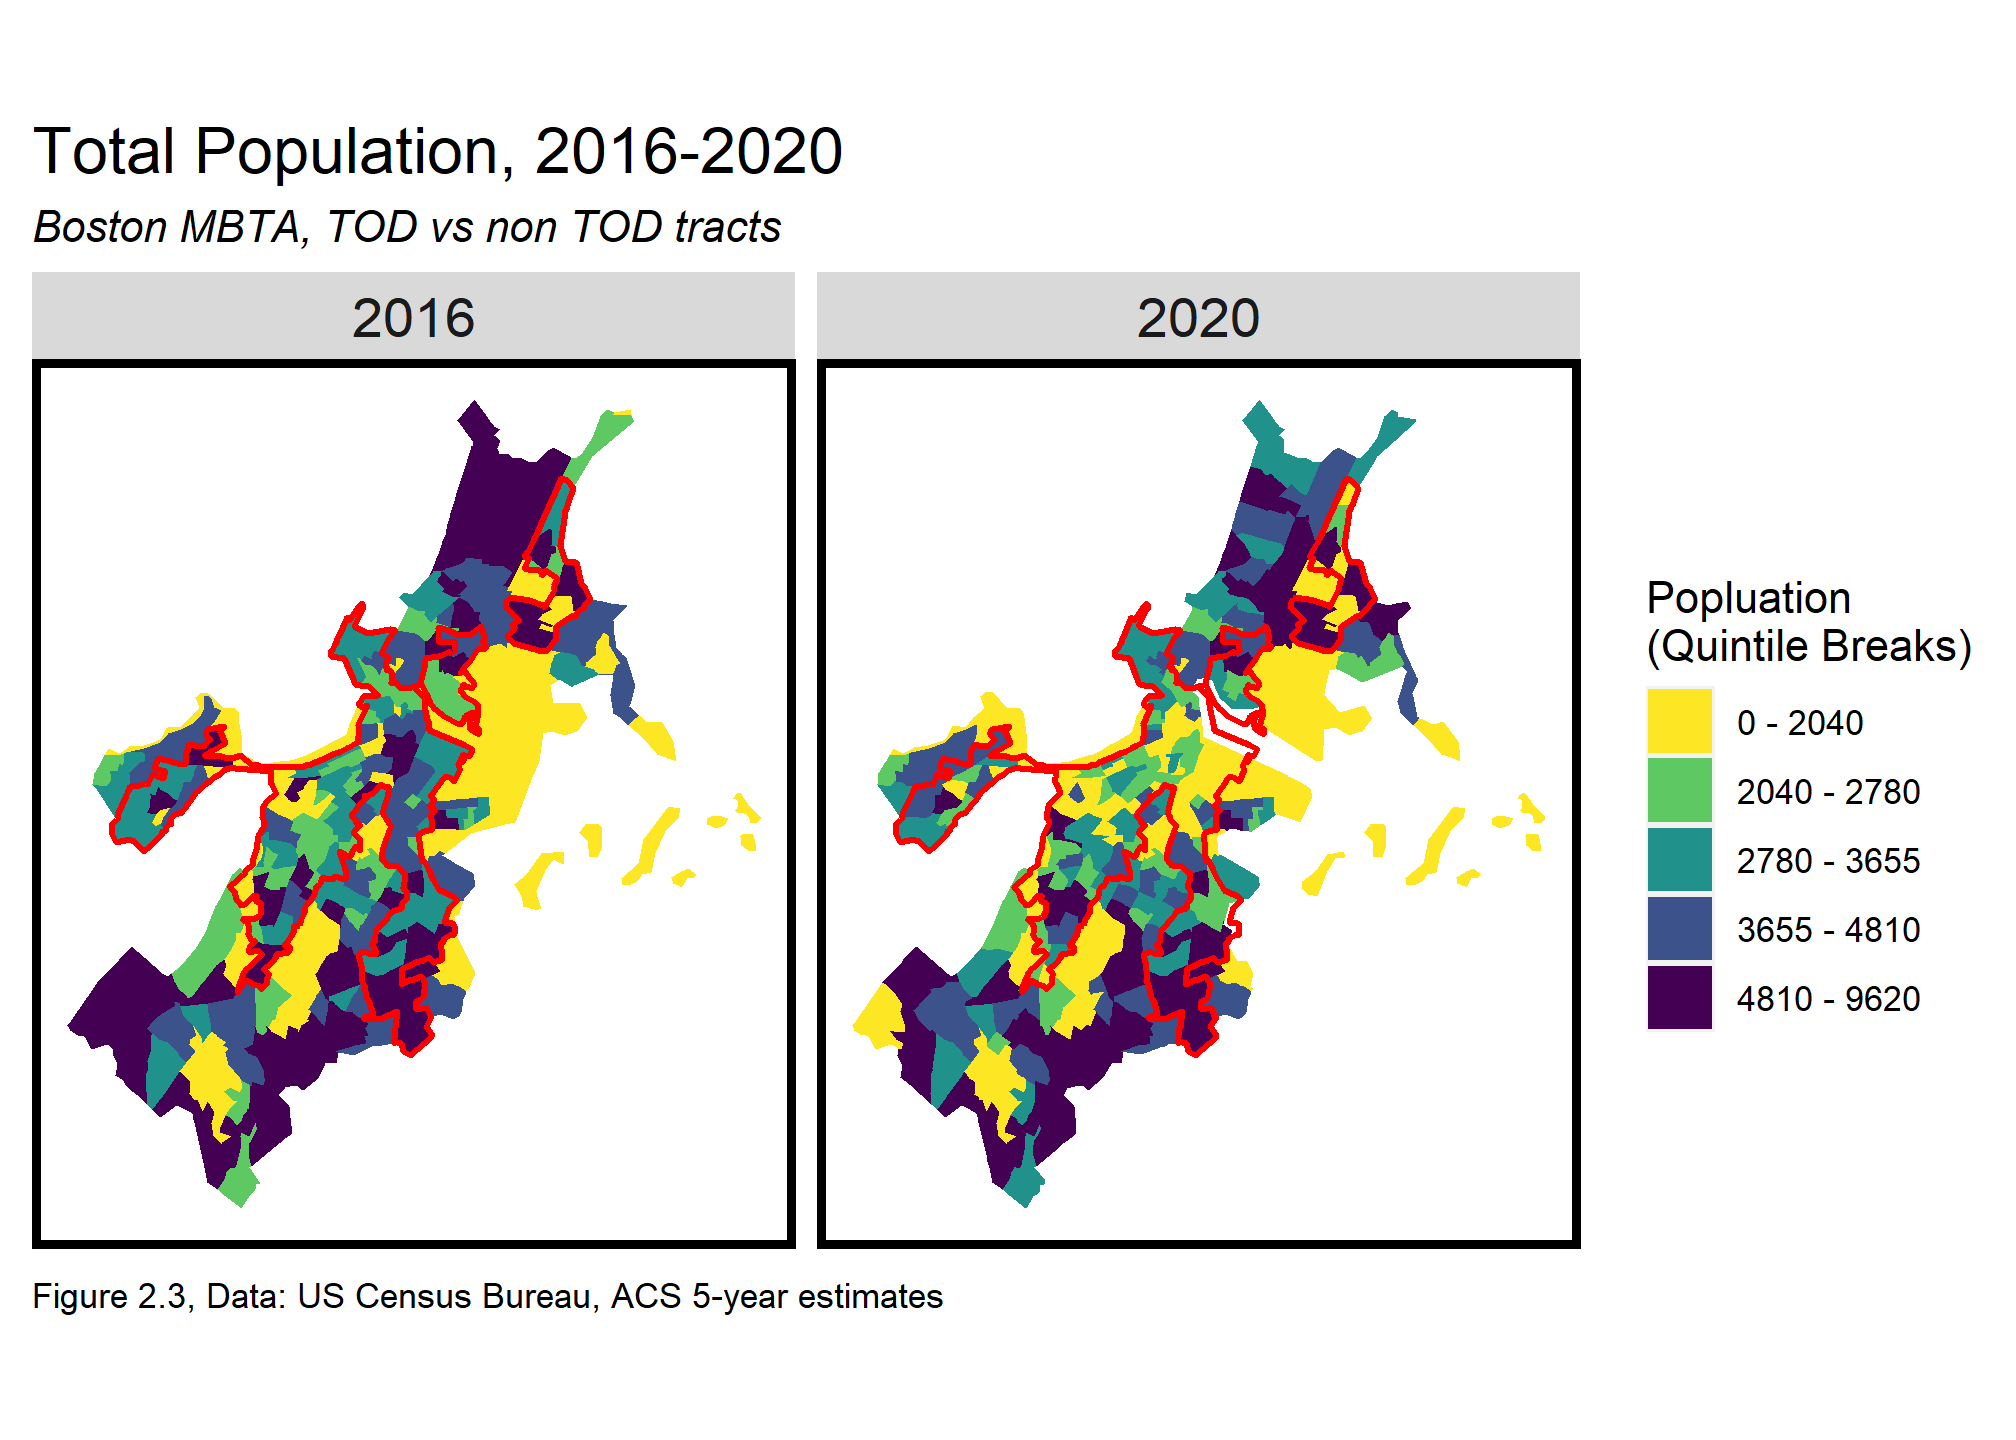 Total Population, 2016-2020
Boston MBTA, TOD vs non TOD tracts
2016
2020
Popluation
(Quintile Breaks)
0 - 2040
2040 - 2780
2780 - 3655
3655 - 4810
4810 - 9620
Figure 2.3, Data: US Census Bureau, ACS 5-year estimates